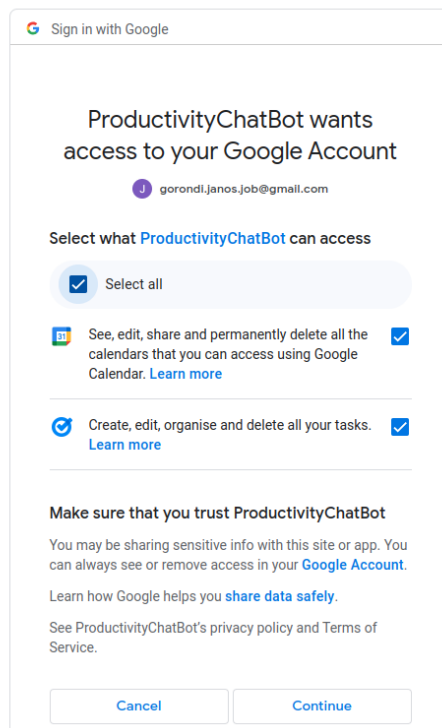 Sign in with Google
ProductivityChatBot wants
access to your Google Account
J gorondi.janos.job@gmail.com
Select what ProductivityChatBot can access
Select all
31 See, edit, share and permanently delete all the
calendars that you can access using Google
Calendar. Learn more
Create, edit, organise and delete all your tasks.
Learn more
Make sure that you trust ProductivityChatBot
You may be sharing sensitive info with this site or app. You
can always see or remove access in your Google Account.
Learn how Google helps you share data safely.
See ProductivityChatBot's privacy policy and Terms of
Service.
Cancel Continue